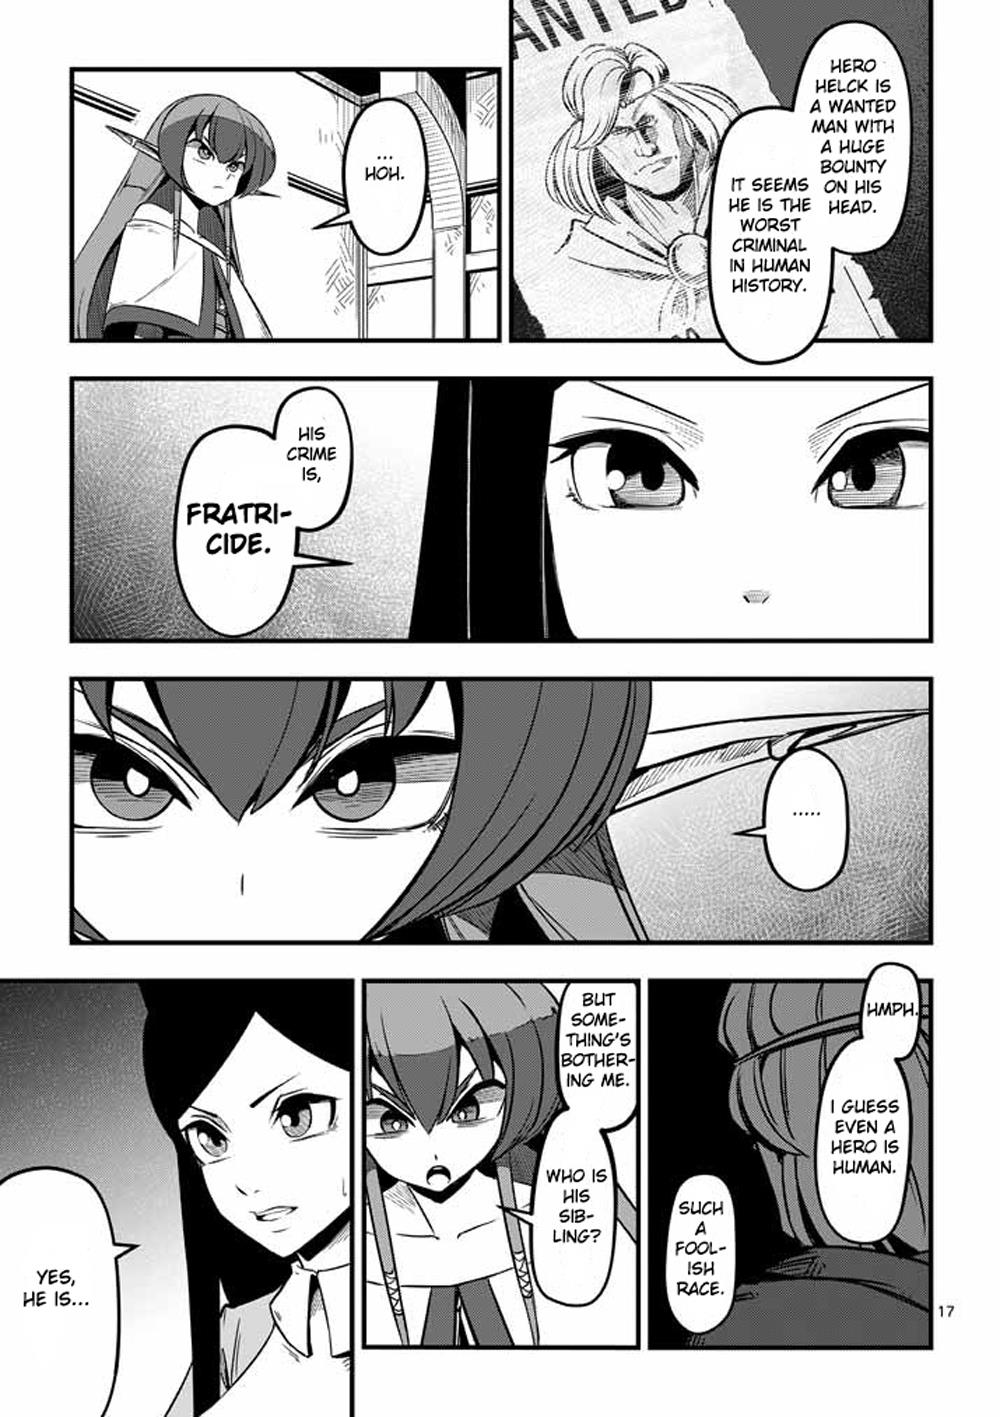 WANTED
HERO
HELCK IS
A WANTED
MAN WITH
A HUGE
BOUNTY
ON HIS
HEAD.
IT SEEMS
HE IS THE
WORST
CRIMINAL
IN HUMAN
HISTORY.
...
HOH.
HIS
CRIME
IS,
FRATRI-
CIDE.
.....
HMPH.
I GUESS
EVEN A
HERO IS
HUMAN.
SUCH
A
FOOL-
ISH
RACE.
BUT
SOME-
THING'S
BOTHER-
ING ME.
WHO IS
HIS
SIB-
LING?
YES,
HE IS...
17